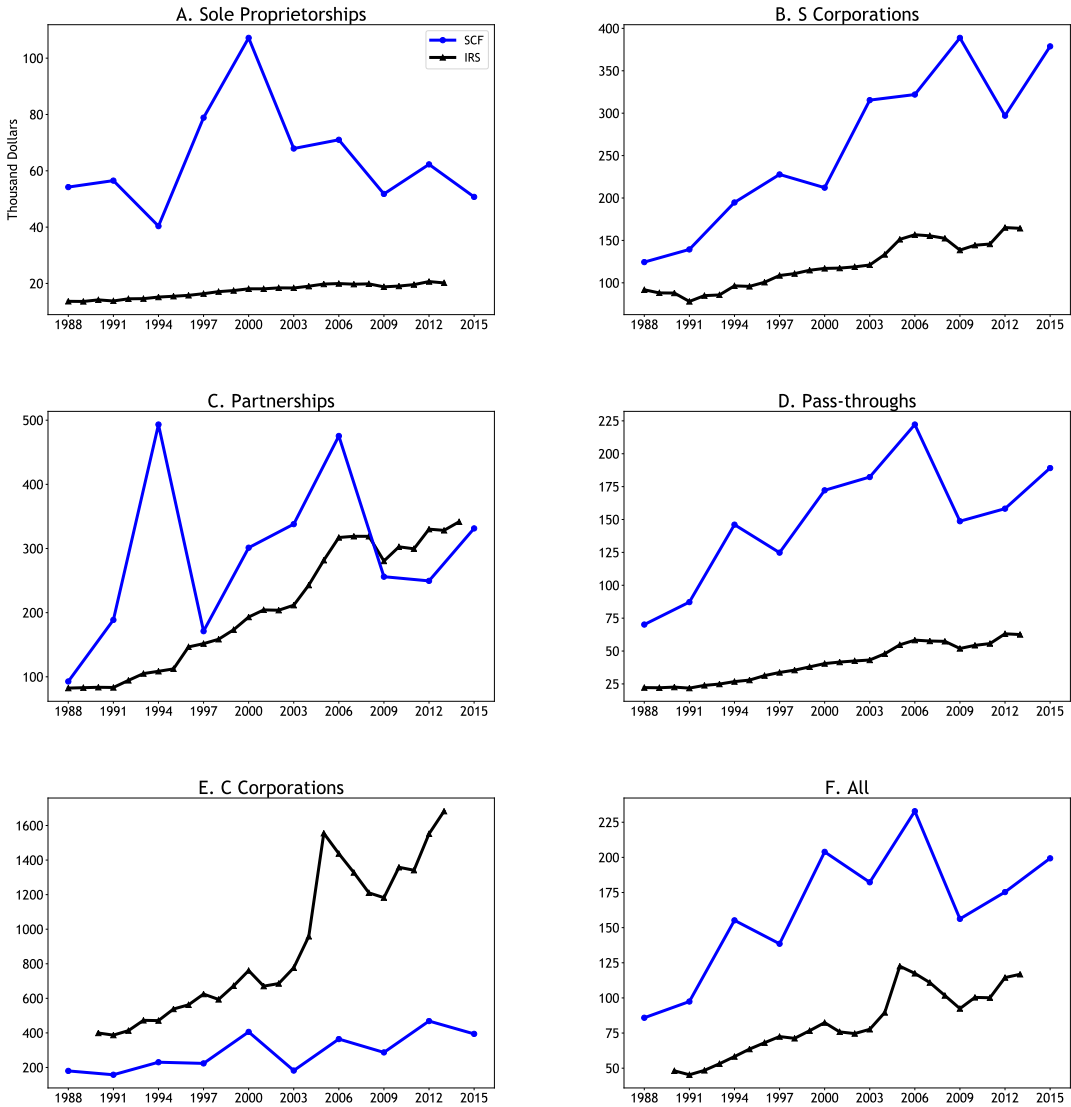 A. Sole Proprietorships
Thousand Dollars
100
80
60
40
20
1988 1991 1994 1997 2000 2003 2006 2009 2012 2015
SCF
IRS
B. S Corporations
400
350
300
250
200
150
100
1988 1991 1994 1997 2000 2003 2006 2009 2012 2015
C. Partnerships
500
400
300
200
100
1988 1991 1994 1997 2000 2003 2006 2009 2012 2015
D. Pass-throughs
225
200
175
150
125
100
75
50
25
1988 1991 1994 1997 2000 2003 2006 2009 2012 2015
E. C Corporations
1600
1400
1200
1000
800
600
400
200
1988 1991 1994 1997 2000 2003 2006 2009 2012 2015
F. All
225
200
175
150
125
100
75
50
1988 1991 1994 1997 2000 2003 2006 2009 2012 2015